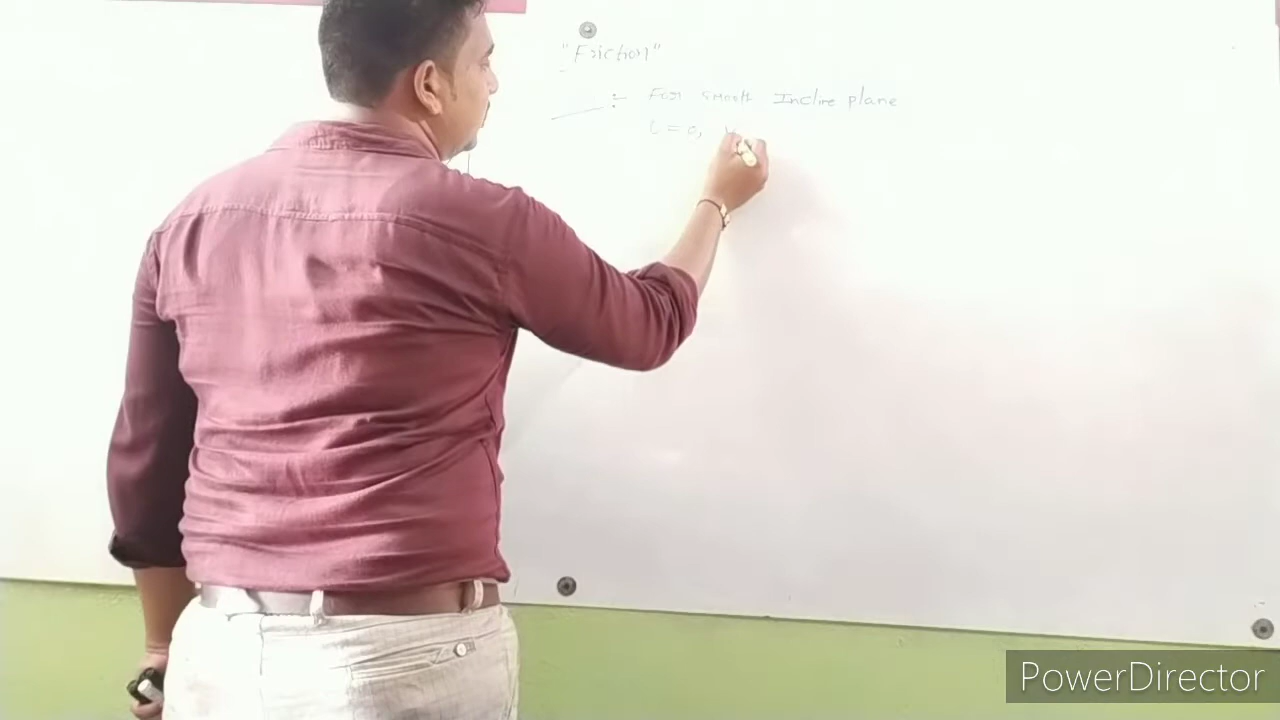 "Friction"
:- For smooth Incline plane
u = 0,
PowerDirector